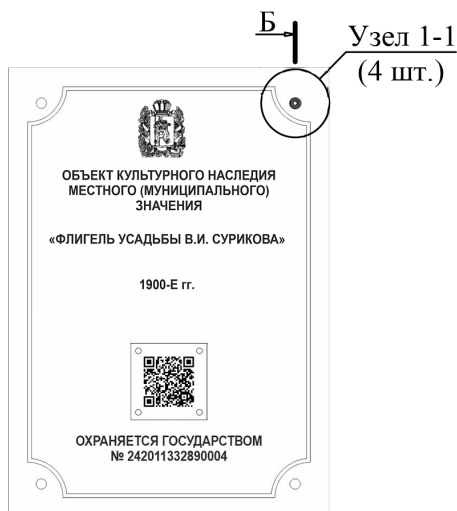 Б
Узел 1-1
(4 шт.)
ОБЪЕКТ КУЛЬТУРНОГО НАСЛЕДИЯ
МЕСТНОГО (МУНИЦИПАЛЬНОГО)
ЗНАЧЕНИЯ
«ФЛИГЕЛЬ УСАДЬБЫ В.И. СУРИКОВА»
1900-Е гг.
ОХРАНЯЕТСЯ ГОСУДАРСТВОМ
№ 242011332890004